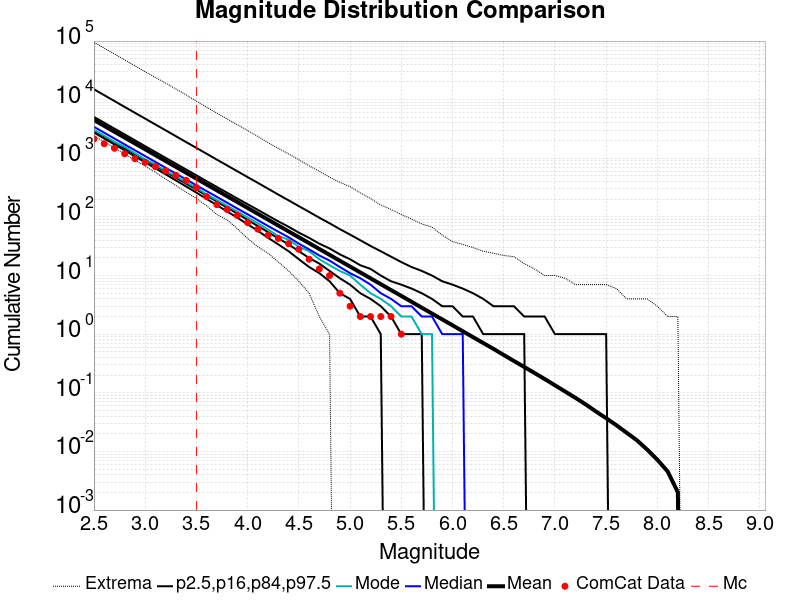 Magnitude Distribution Comparison
10^5
10^4
10^3
10^2
10^1
10^0
10^-1
10^-2
10^-3
Cumulative Number
2.5 3.0 3.5 4.0 4.5 5.0 5.5 6.0 6.5 7.0 7.5 8.0 8.5 9.0
Magnitude
Extrema p2.5,p16,p84,p97.5 Mode Median Mean ComCat Data Mc